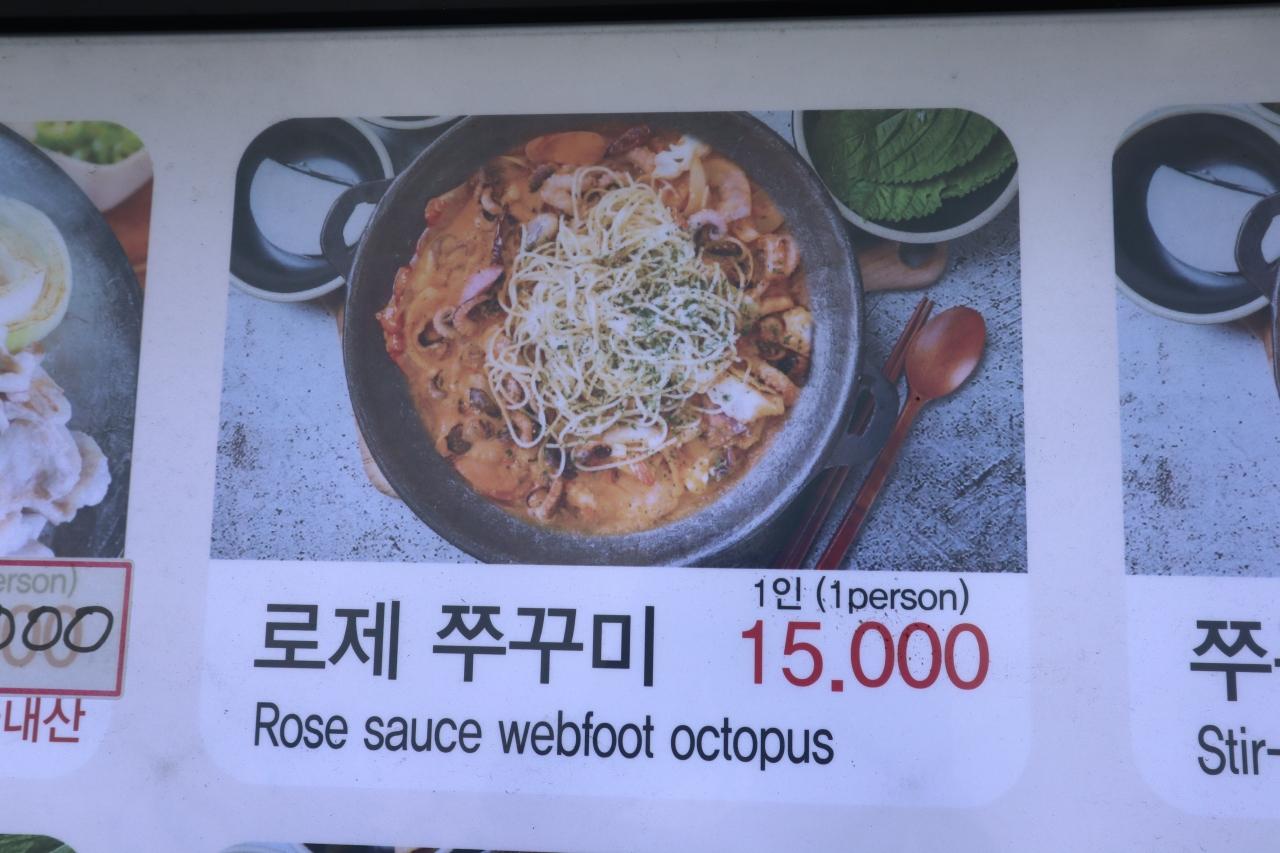 erson)
000
내산
로제 쭈꾸미
1인 (1person)
15.000
Rose sauce webfoot octopus
쭈
Stir-